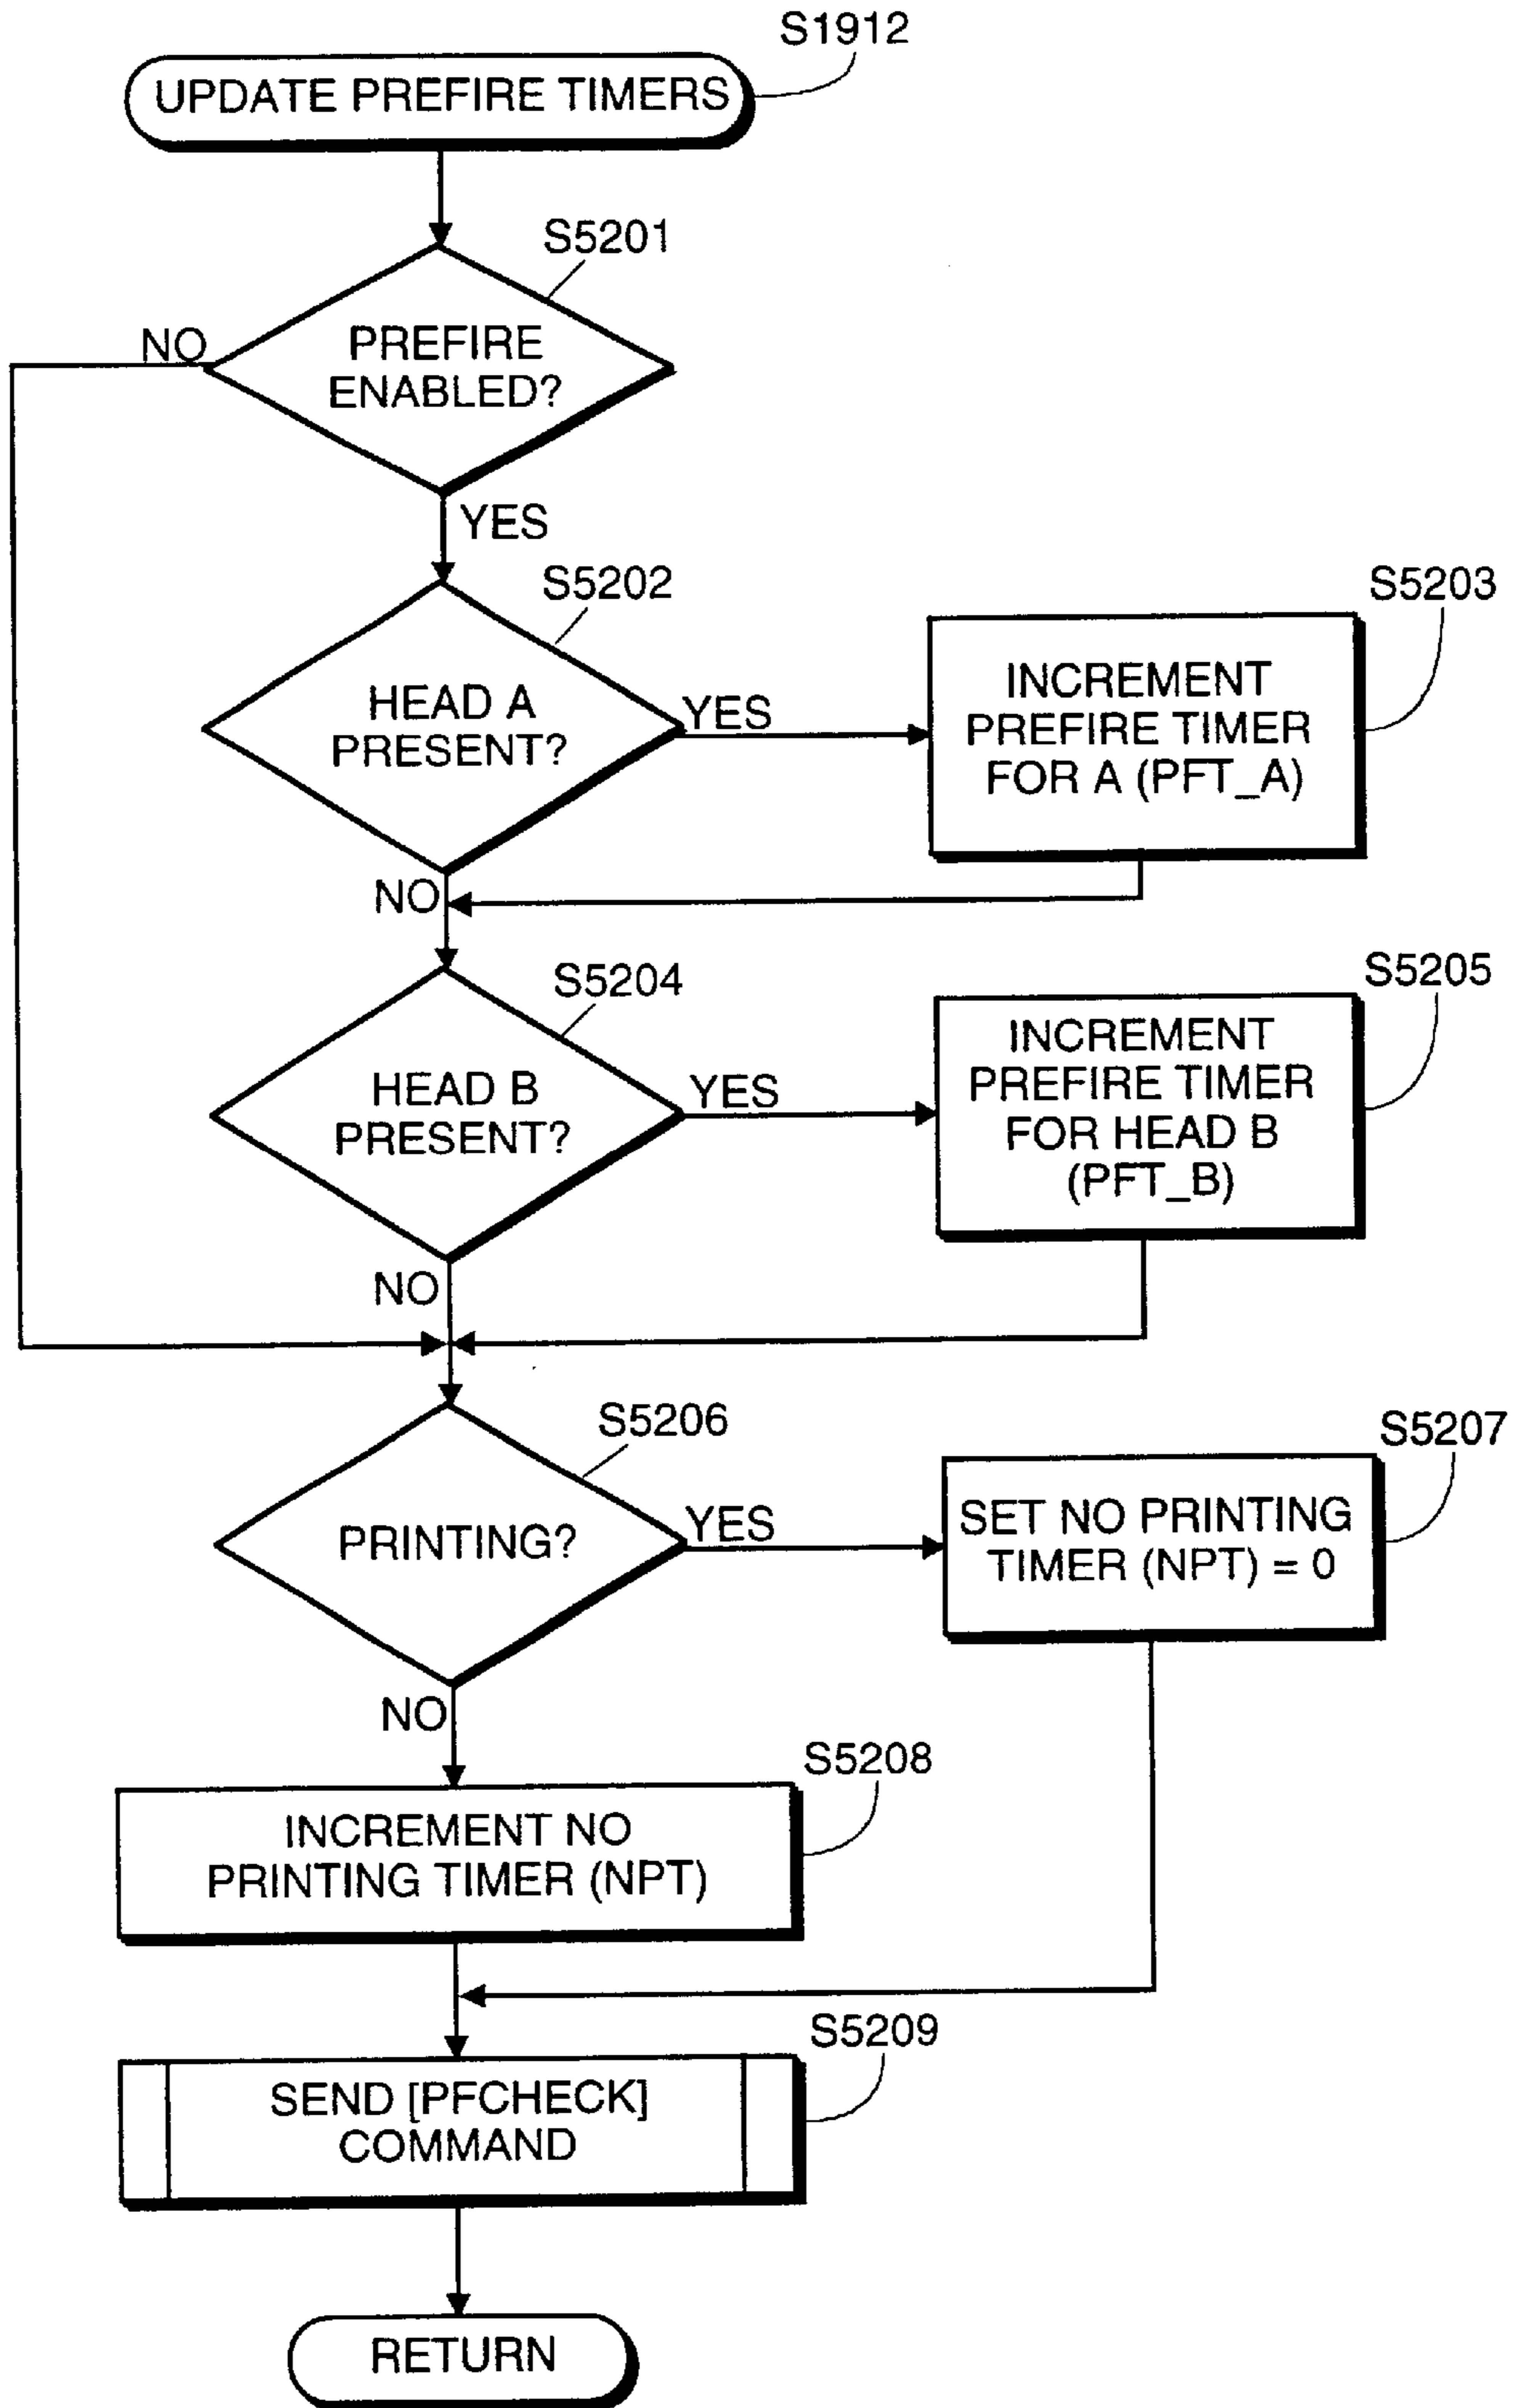 S1912
UPDATE PREFIRE TIMERS
S5201
NO
PREFIRE
ENABLED?
YES
S5202
HEAD A
PRESENT?
YES
S5203
INCREMENT
PREFIRE TIMER
FOR A (PFT_A)
NO
S5204
HEAD B
PRESENT?
YES
S5205
INCREMENT
PREFIRE TIMER
FOR HEAD B
(PFT_B)
NO
S5206
PRINTING?
YES
S5207
SET NO PRINTING
TIMER (NPT) = 0
NO
S5208
INCREMENT NO
PRINTING TIMER (NPT)
S5209
SEND [PFCHECK]
COMMAND
RETURN